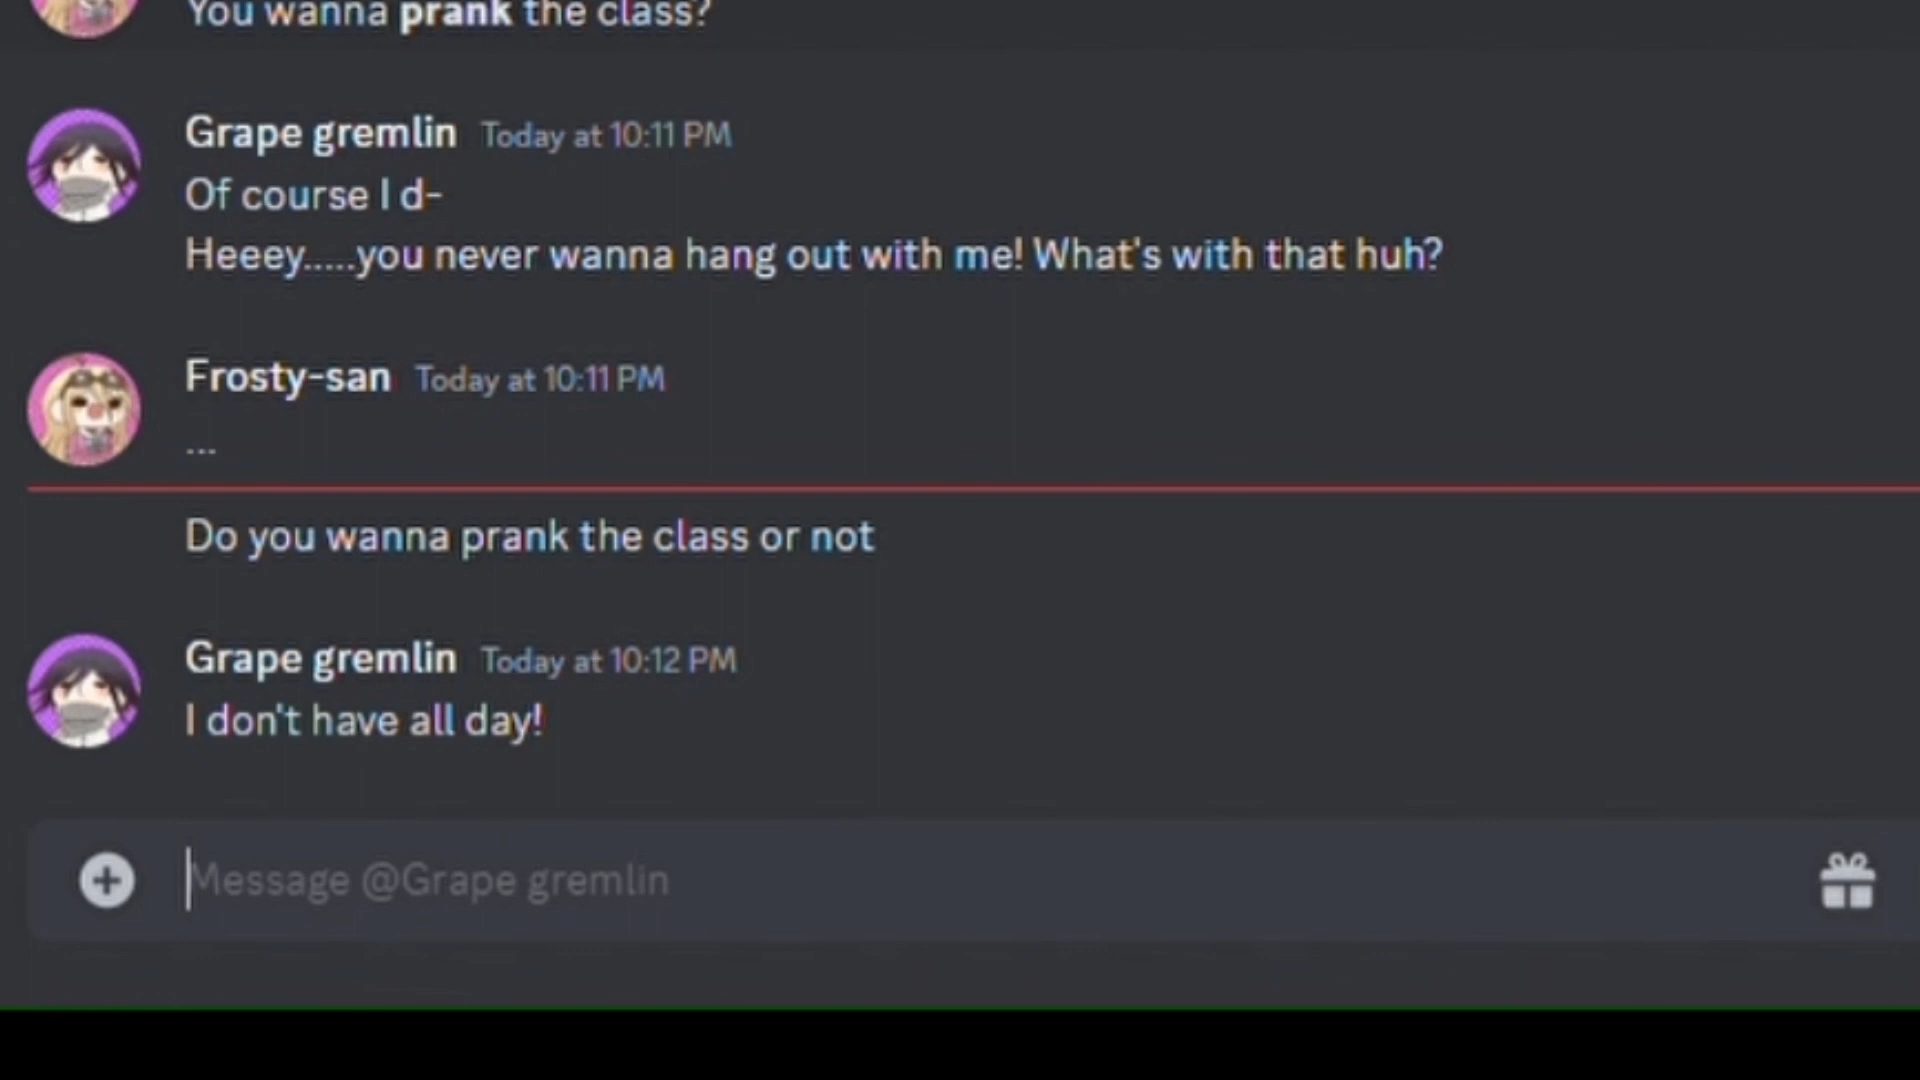 You wanna prank the class?
Grape gremlin Today at 10:11 PM
Of course I d-
Heeey.....you never wanna hang out with me! What's with that huh?
Frosty-san Today at 10:11 PM
...
Do you wanna prank the class or not
Grape gremlin Today at 10:12 PM
I don't have all day!
Message @Grape gremlin